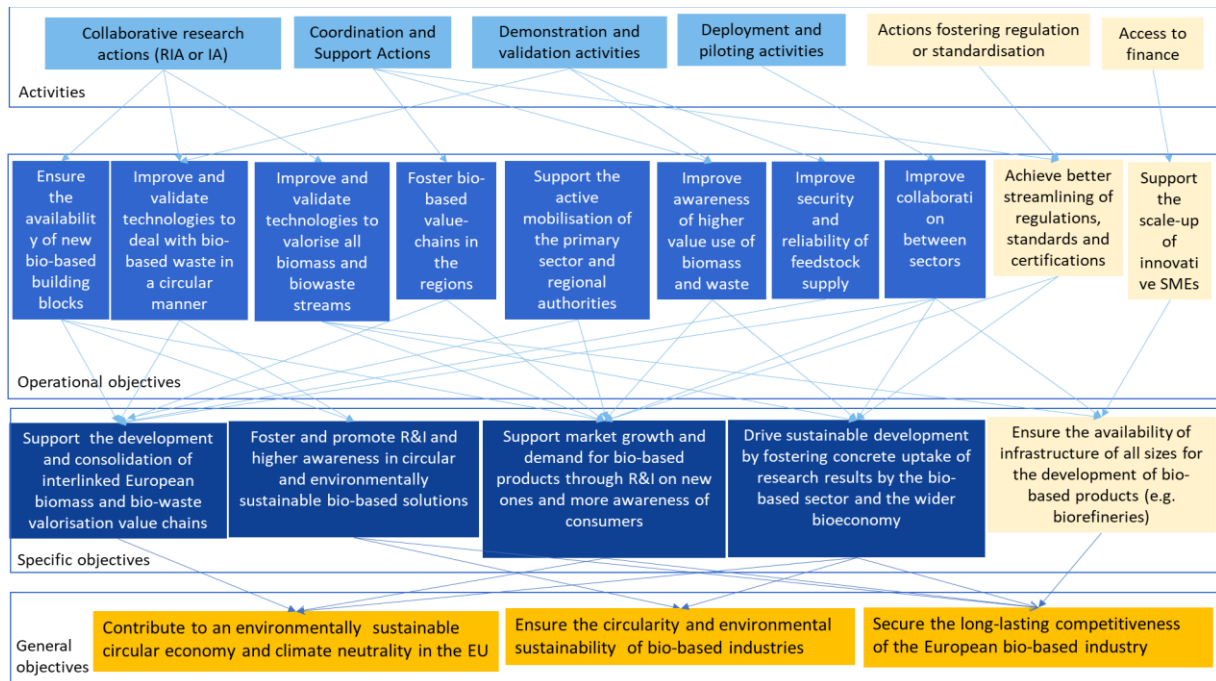 Collaborative research
actions (RIA or IA)
Coordination and
Support Actions
Demonstration and
validation activities
Deployment and
piloting activities
Actions fostering regulation
or standardisation
Access to
finance
Activities
Ensure
the
availabilit
y of new
bio-based
building
blocks
Improve and
validate
technologies to
deal with bio-
based waste in
a circular
manner
Improve and
validate
technologies to
valorise all
biomass and
biowaste
streams
Foster bio-
based
value-
chains in
the
regions
Support the
active
mobilisation of
the primary
sector and
regional
authorities
Improve
awareness
of higher
value use of
biomass
and waste
Improve
security
and
reliability of
feedstock
supply
Improve
collaborati
on
between
sectors
Achieve better
streamlining of
regulations,
standards and
certifications
Support
the
scale-up
of
innovati
ve SMEs
Operational objectives
Support the development
and consolidation of
interlinked European
biomass and bio-waste
valorisation value chains
Foster and promote R&I and
higher awareness in circular
and environmentally
sustainable bio-based
solutions
Support market growth and
demand for bio-based
products through R&I on new
ones and more awareness of
consumers
Drive sustainable development
by fostering concrete uptake of
research results by the bio-
based sector and the wider
bioeconomy
Ensure the availability of
infrastructure of all sizes for
the development of bio-
based products (e.g.
biorefineries)
Specific objectives
General
objectives
Contribute to an environmentally sustainable
circular economy and climate neutrality in the EU
Ensure the circularity and environmental
sustainability of bio-based industries
Secure the long-lasting competitiveness
of the European bio-based industry